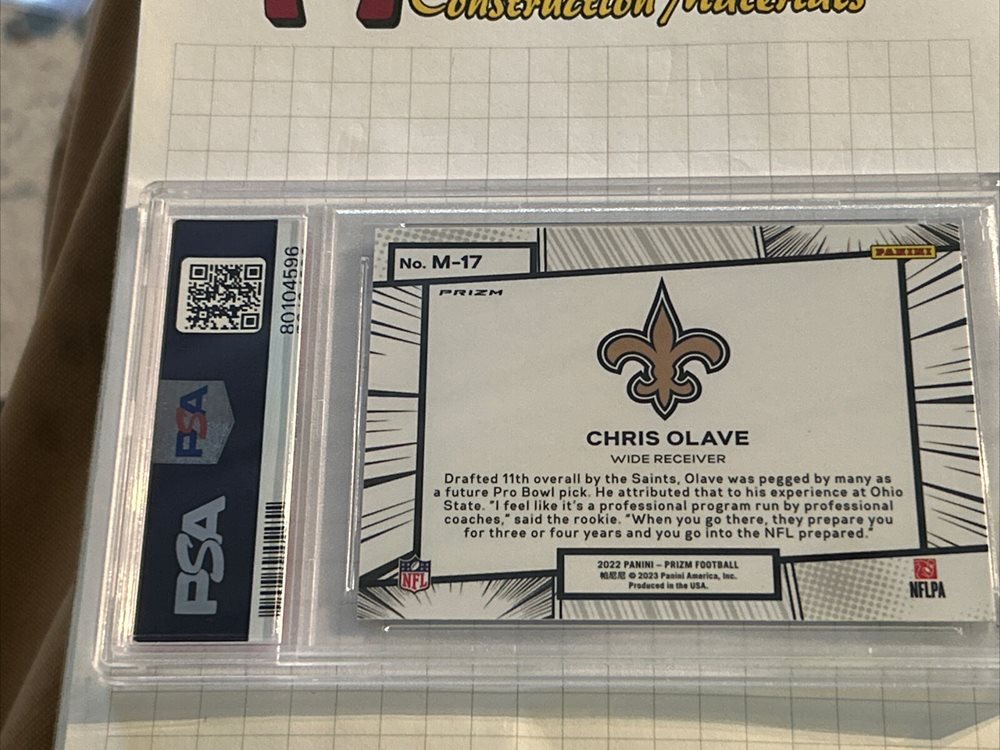 Construction Materials
80104596
PSA
PSA
No. M-17
PANINI
PRIZM
CHRIS OLAVE
WIDE RECEIVER
Drafted 11th overall by the Saints, Olave was pegged by many as
a future Pro Bowl pick. He attributed that to his experience at Ohio
State. "I feel like it's a professional program run by professional
coaches," said the rookie. "When you go there, they prepare you
for three or four years and you go into the NFL prepared."
NFL
2022 PANINI – PRIZM FOOTBALL
帕尼尼 © 2023 Panini America, Inc.
Produced in the USA.
NFLPA